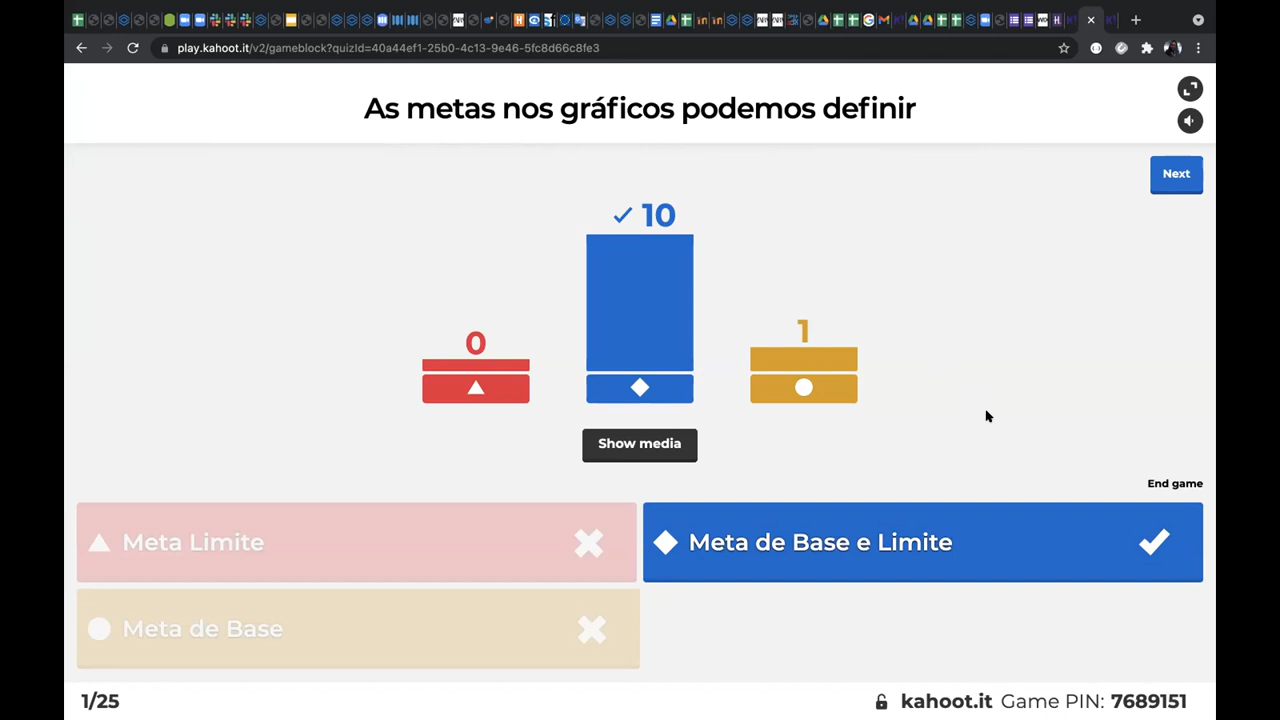 play.kahoot.it/v2/gameblock?quizId=40a44ef1-25b0-4c13-9e46-5fc8d66c8fe3
As metas nos gráficos podemos definir
Next
10
0
1
Show media
End game
Meta Limite
Meta de Base e Limite
Meta de Base
1/25
kahoot.it Game PIN: 7689151